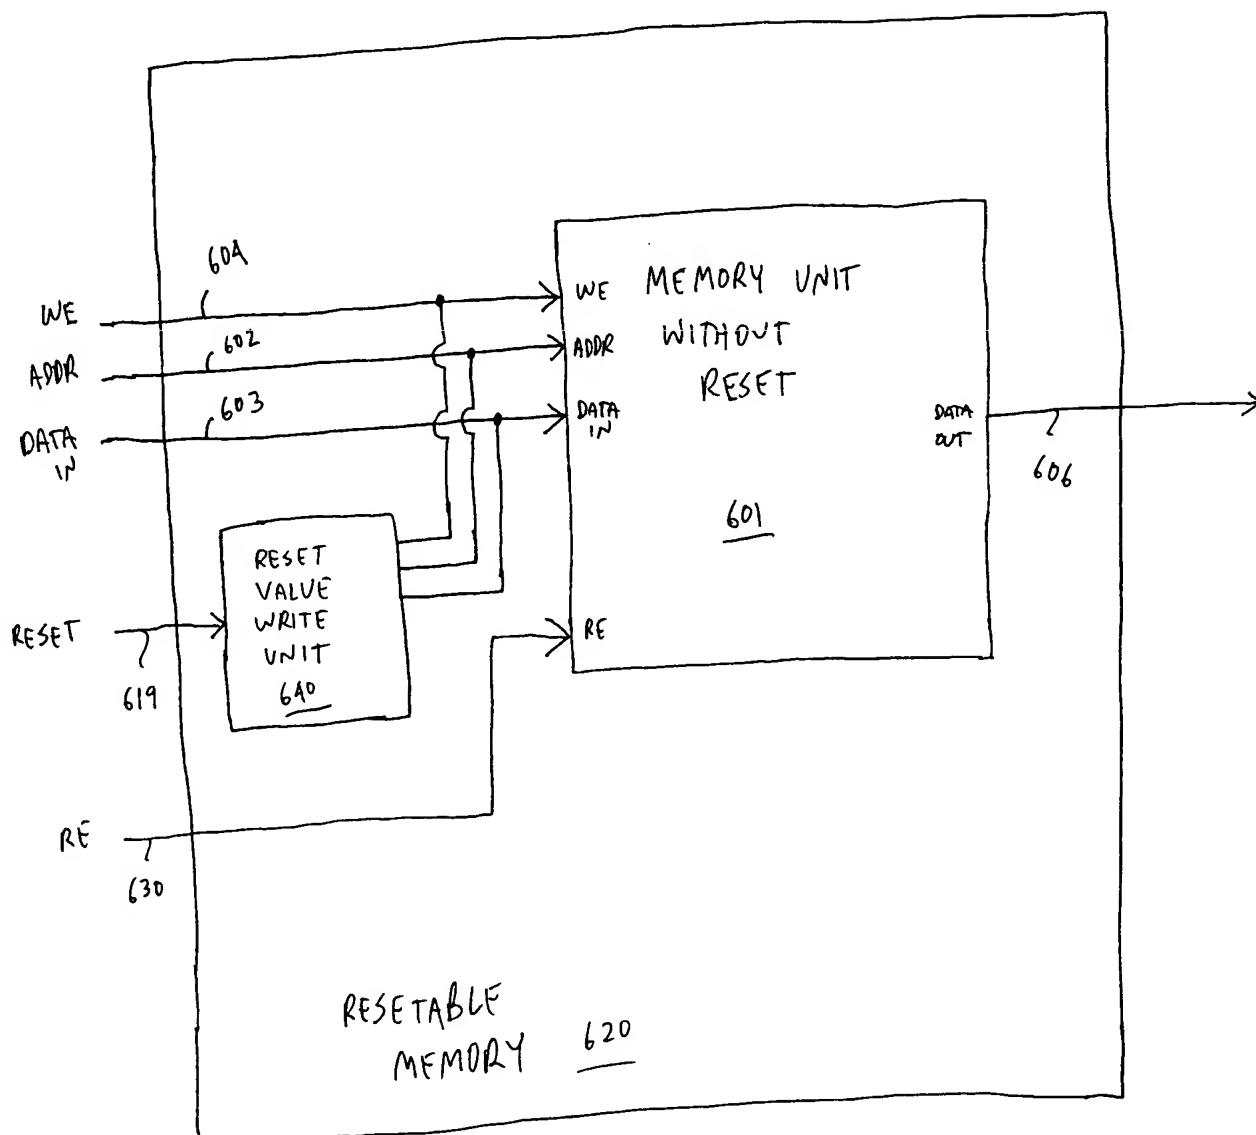 604
WE
602
ADDR
603
DATA
IN
WE
ADDR
DATA
IN
MEMORY UNIT
WITHOUT
RESET
601
DATA
OUT
606
RE
RESET
VALUE
WRITE
UNIT
640
RESET
619
RE
630
RESETABLE
MEMORY 620